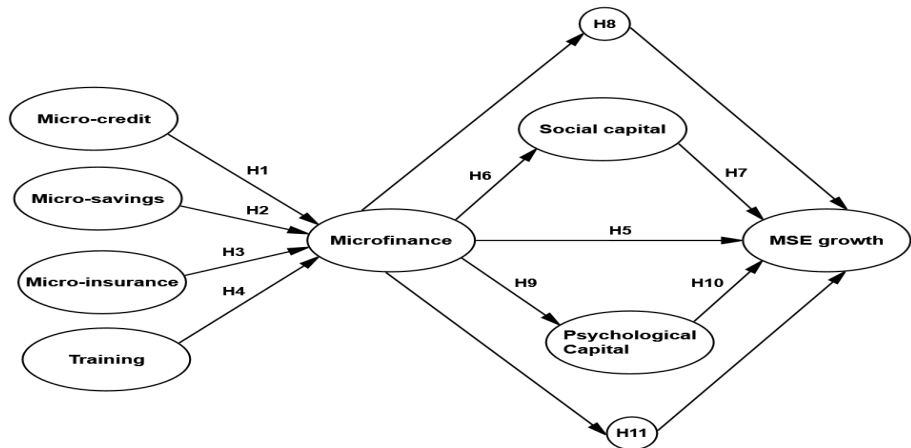 H8
Micro-credit
Social capital
H1
H6
H7
Micro-savings
H2
Microfinance
H5
MSE growth
H3
Micro-insurance
H4
H9
H10
Training
Psychological
Capital
H11